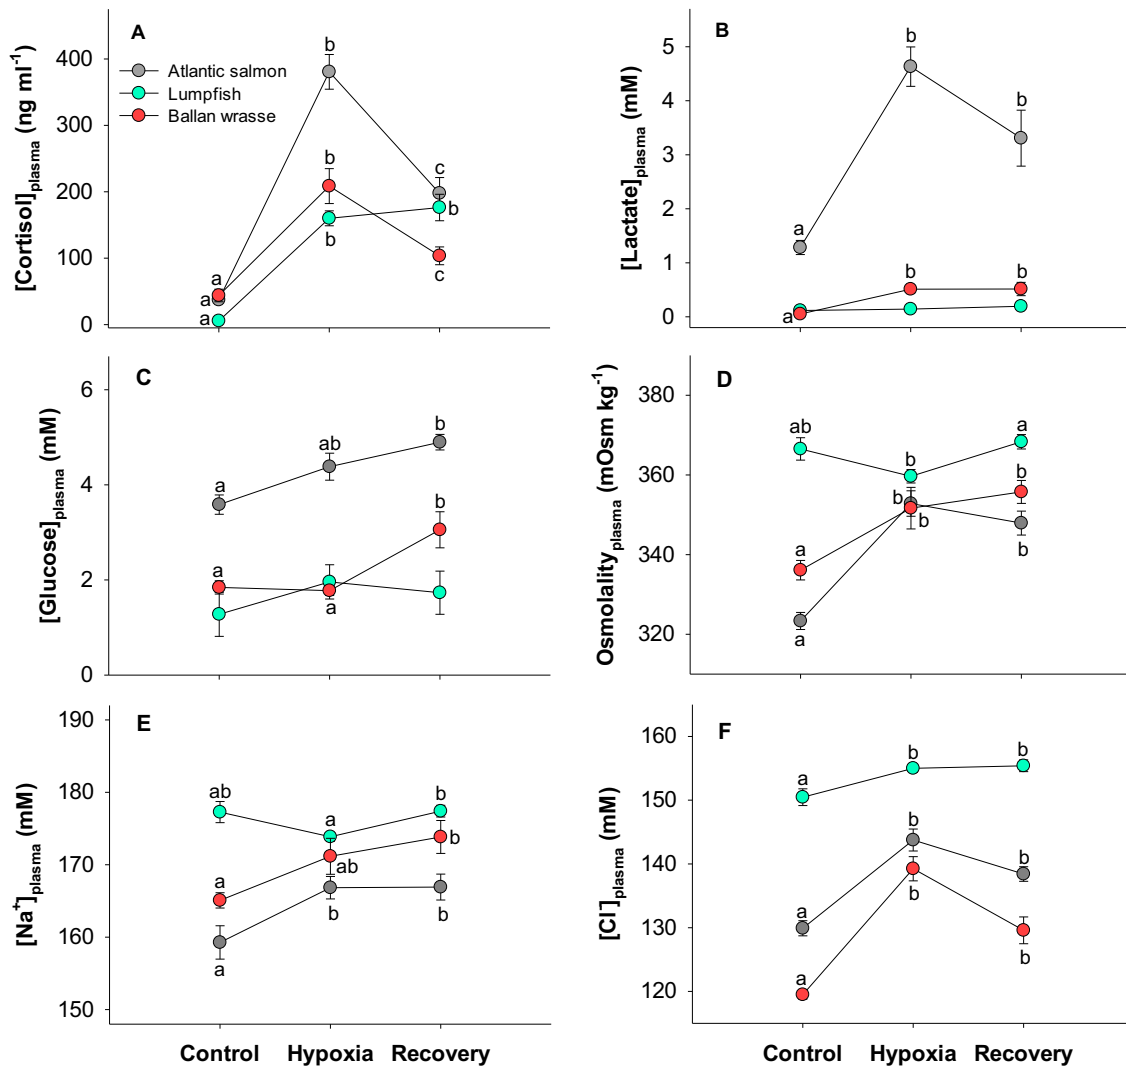 A
[Cortisol]plasma (ng ml-1)
400
300
200
100
0
Atlantic salmon
Lumpfish
Ballan wrasse
a
a
a
b
b
b
c
b
c
B
[Lactate]plasma (mM)
5
4
3
2
1
0
a
a
b
b
b
b
C
[Glucose]plasma (mM)
6
4
2
0
a
ab
b
a
a
b
D
Osmolality plasma (mOsm kg-1)
380
360
340
320
ab
b
a
a
b
b
b
a
b
E
[Na+]plasma (mM)
190
180
170
160
150
ab
a
b
a
ab
b
a
b
b
F
[Cl-]plasma (mM)
160
150
140
130
120
a
b
b
a
b
b
a
b
b
Control Hypoxia Recovery
Control Hypoxia Recovery